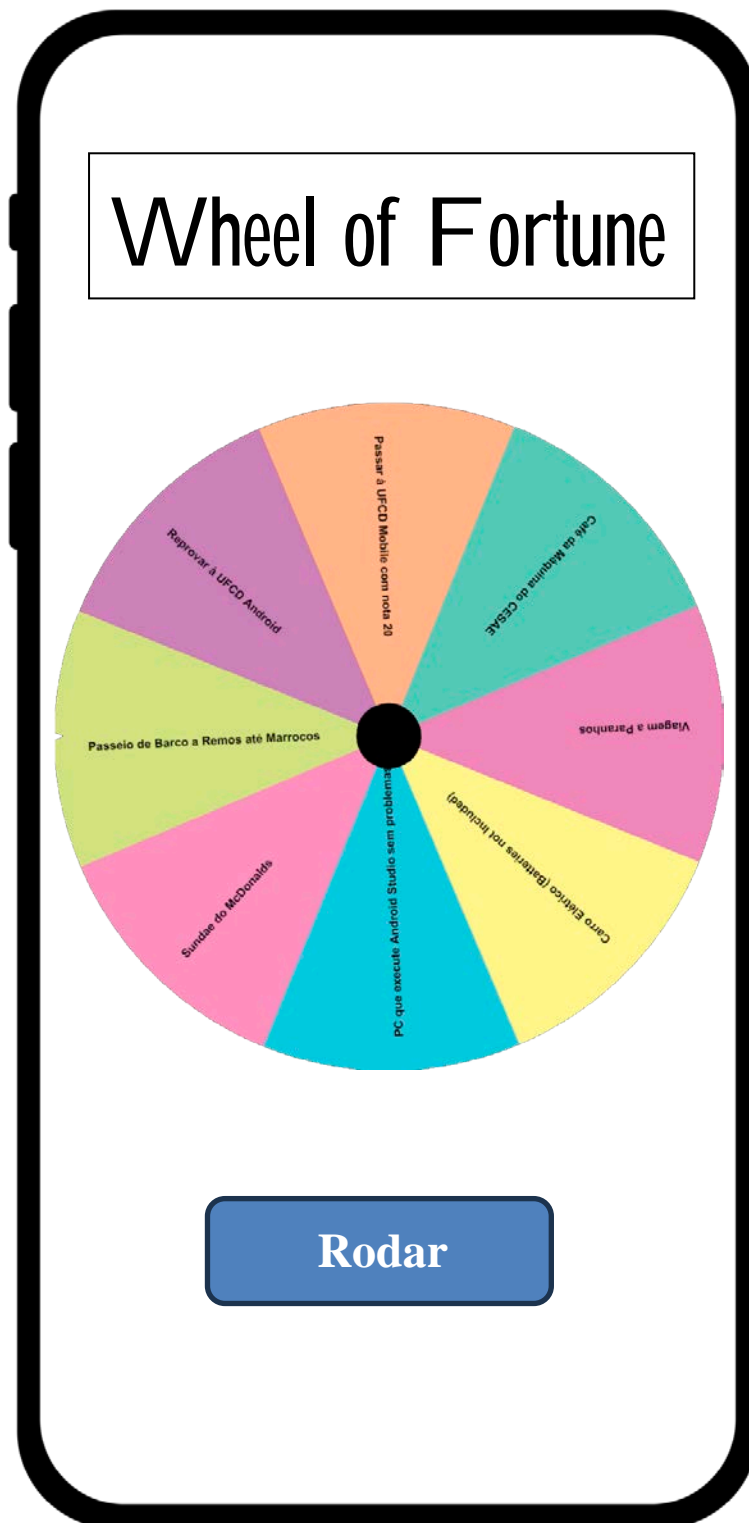 Wheel of Fortune
Passar à UFCD Mobile com nota 20
Café da Máquina do CESAE
Viagem a Paranhos
Carro Elétrico (Batteries not Included)
PC que execute Android Studio sem problemas
Sundae do McDonalds
Passeio de Barco a Remos até Marrocos
Reprovar à UFCD Android
Rodar